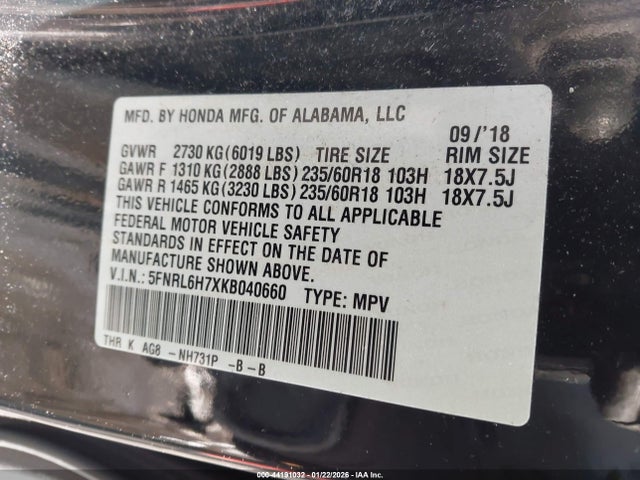 MFD. BY HONDA MFG. OF ALABAMA, LLC
09/'18
GVWR 2730 KG(6019 LBS) TIRE SIZE RIM SIZE
GAWR F 1310 KG(2888 LBS)235/60R18 103H 18X7.5J
GAWR R 1465 KG(3230 LBS)235/60R18 103H 18X7.5J
THIS VEHICLE CONFORMS TO ALL APPLICABLE
FEDERAL MOTOR VEHICLE SAFETY
STANDARDS IN EFFECT ON THE DATE OF
MANUFACTURE SHOWN ABOVE.
V.I.N.: 5FNRL6H7XKB040660 TYPE: MPV
THR K AG8 -NH731P -B-B
000-44191032 - 01/22/2026 - IAA Inc.